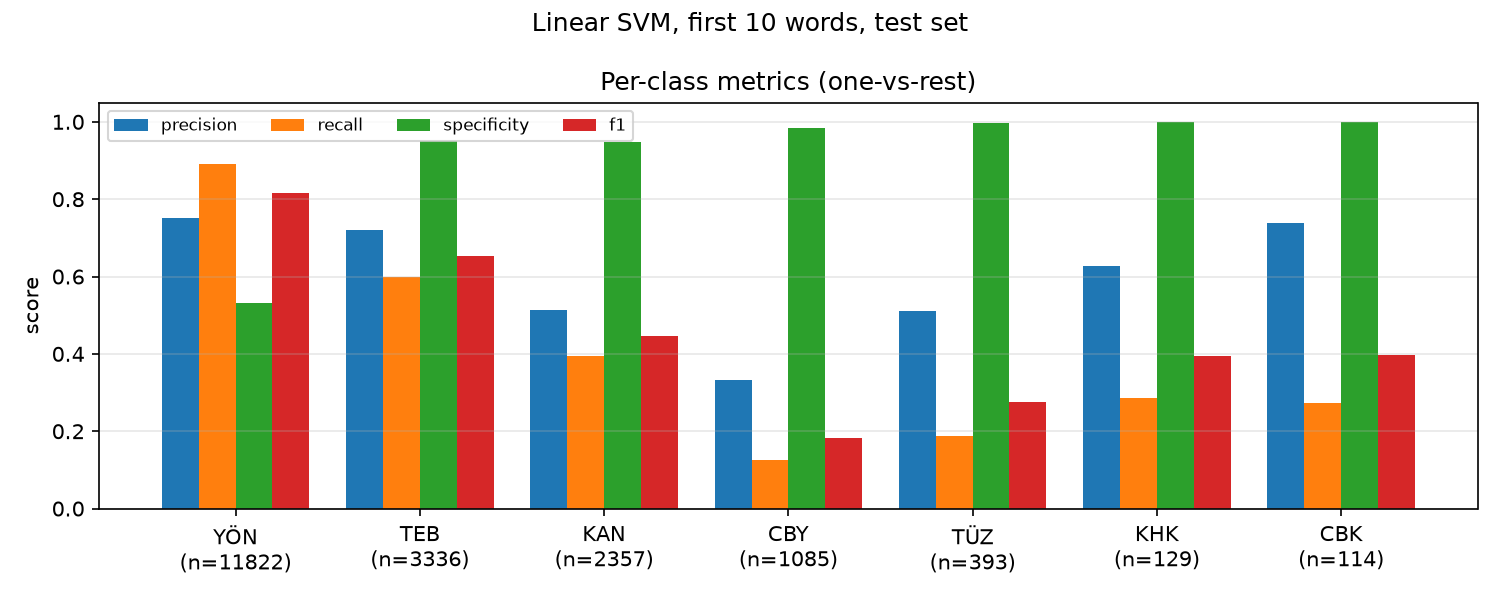 Linear SVM, first 10 words, test set
Per-class metrics (one-vs-rest)
precision recall specificity f1
1.0
0.8
0.6
0.4
0.2
0.0
score
YÖN TEB KAN CBY TÜZ KHK CBK
(n=11822) (n=3336) (n=2357) (n=1085) (n=393) (n=129) (n=114)